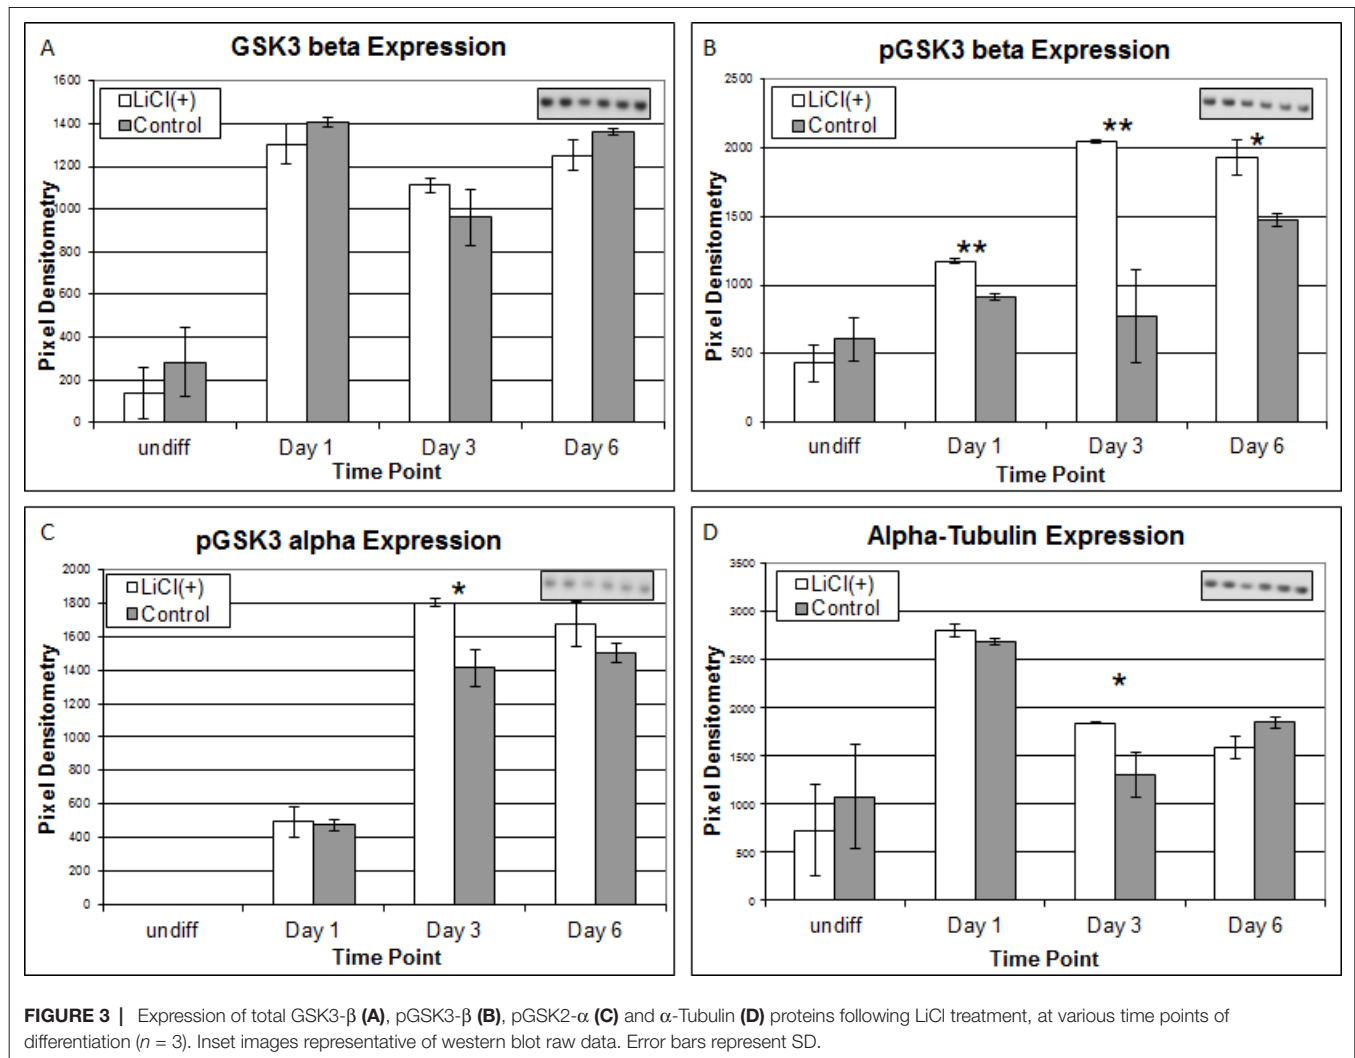 A
GSK3 beta Expression
1600
1400
1200
1000
800
600
400
200
0
Pixel Densitometry
LiCl(+)
Control
undiff Day 1 Day 3 Day 6
Time Point
B
pGSK3 beta Expression
2500
2000
1500
1000
500
0
Pixel Densitometry
LiCl(+)
Control
**
**
*
undiff Day 1 Day 3 Day 6
Time Point
C
pGSK3 alpha Expression
2000
1800
1600
1400
1200
1000
800
600
400
200
0
Pixel Densitometry
LiCl(+)
Control
*
undiff Day 1 Day 3 Day 6
Time Point
D
Alpha-Tubulin Expression
3500
3000
2500
2000
1500
1000
500
0
Pixel Densitometry
LiCl(+)
Control
*
undiff Day 1 Day 3 Day 6
Time Point
FIGURE 3 | Expression of total GSK3-β (A), pGSK3-β (B), pGSK2-α (C) and α-Tubulin (D) proteins following LiCl treatment, at various time points of
differentiation (n = 3). Inset images representative of western blot raw data. Error bars represent SD.